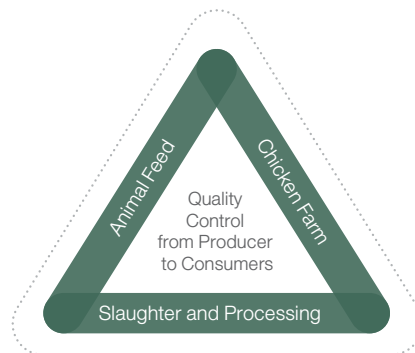 Animal Feed
Chicken Farm
Quality
Control
from Producer
to Consumers
Slaughter and Processing